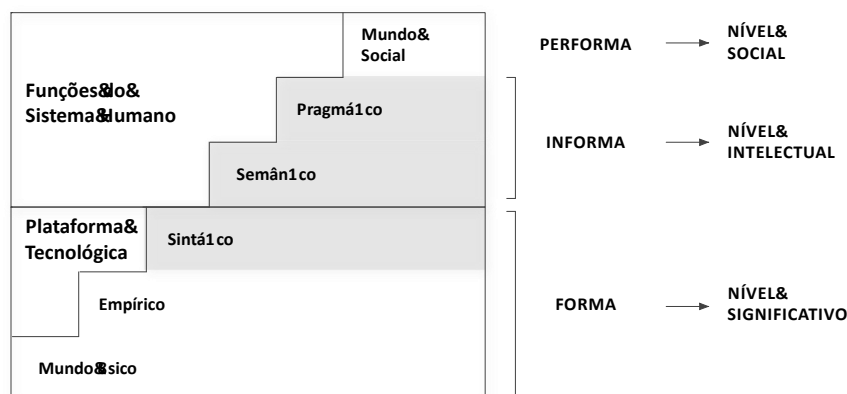 Mundo&
Social
PERFORMA
NÍVEL&
SOCIAL
Funções&do&
Sistema&Humano
Pragmá1co
INFORMA
NÍVEL&
INTELECTUAL
Semân1co
Plataforma&
Tecnológica
Sintá1co
Empírico
FORMA
NÍVEL&
SIGNIFICATIVO
Mundo&